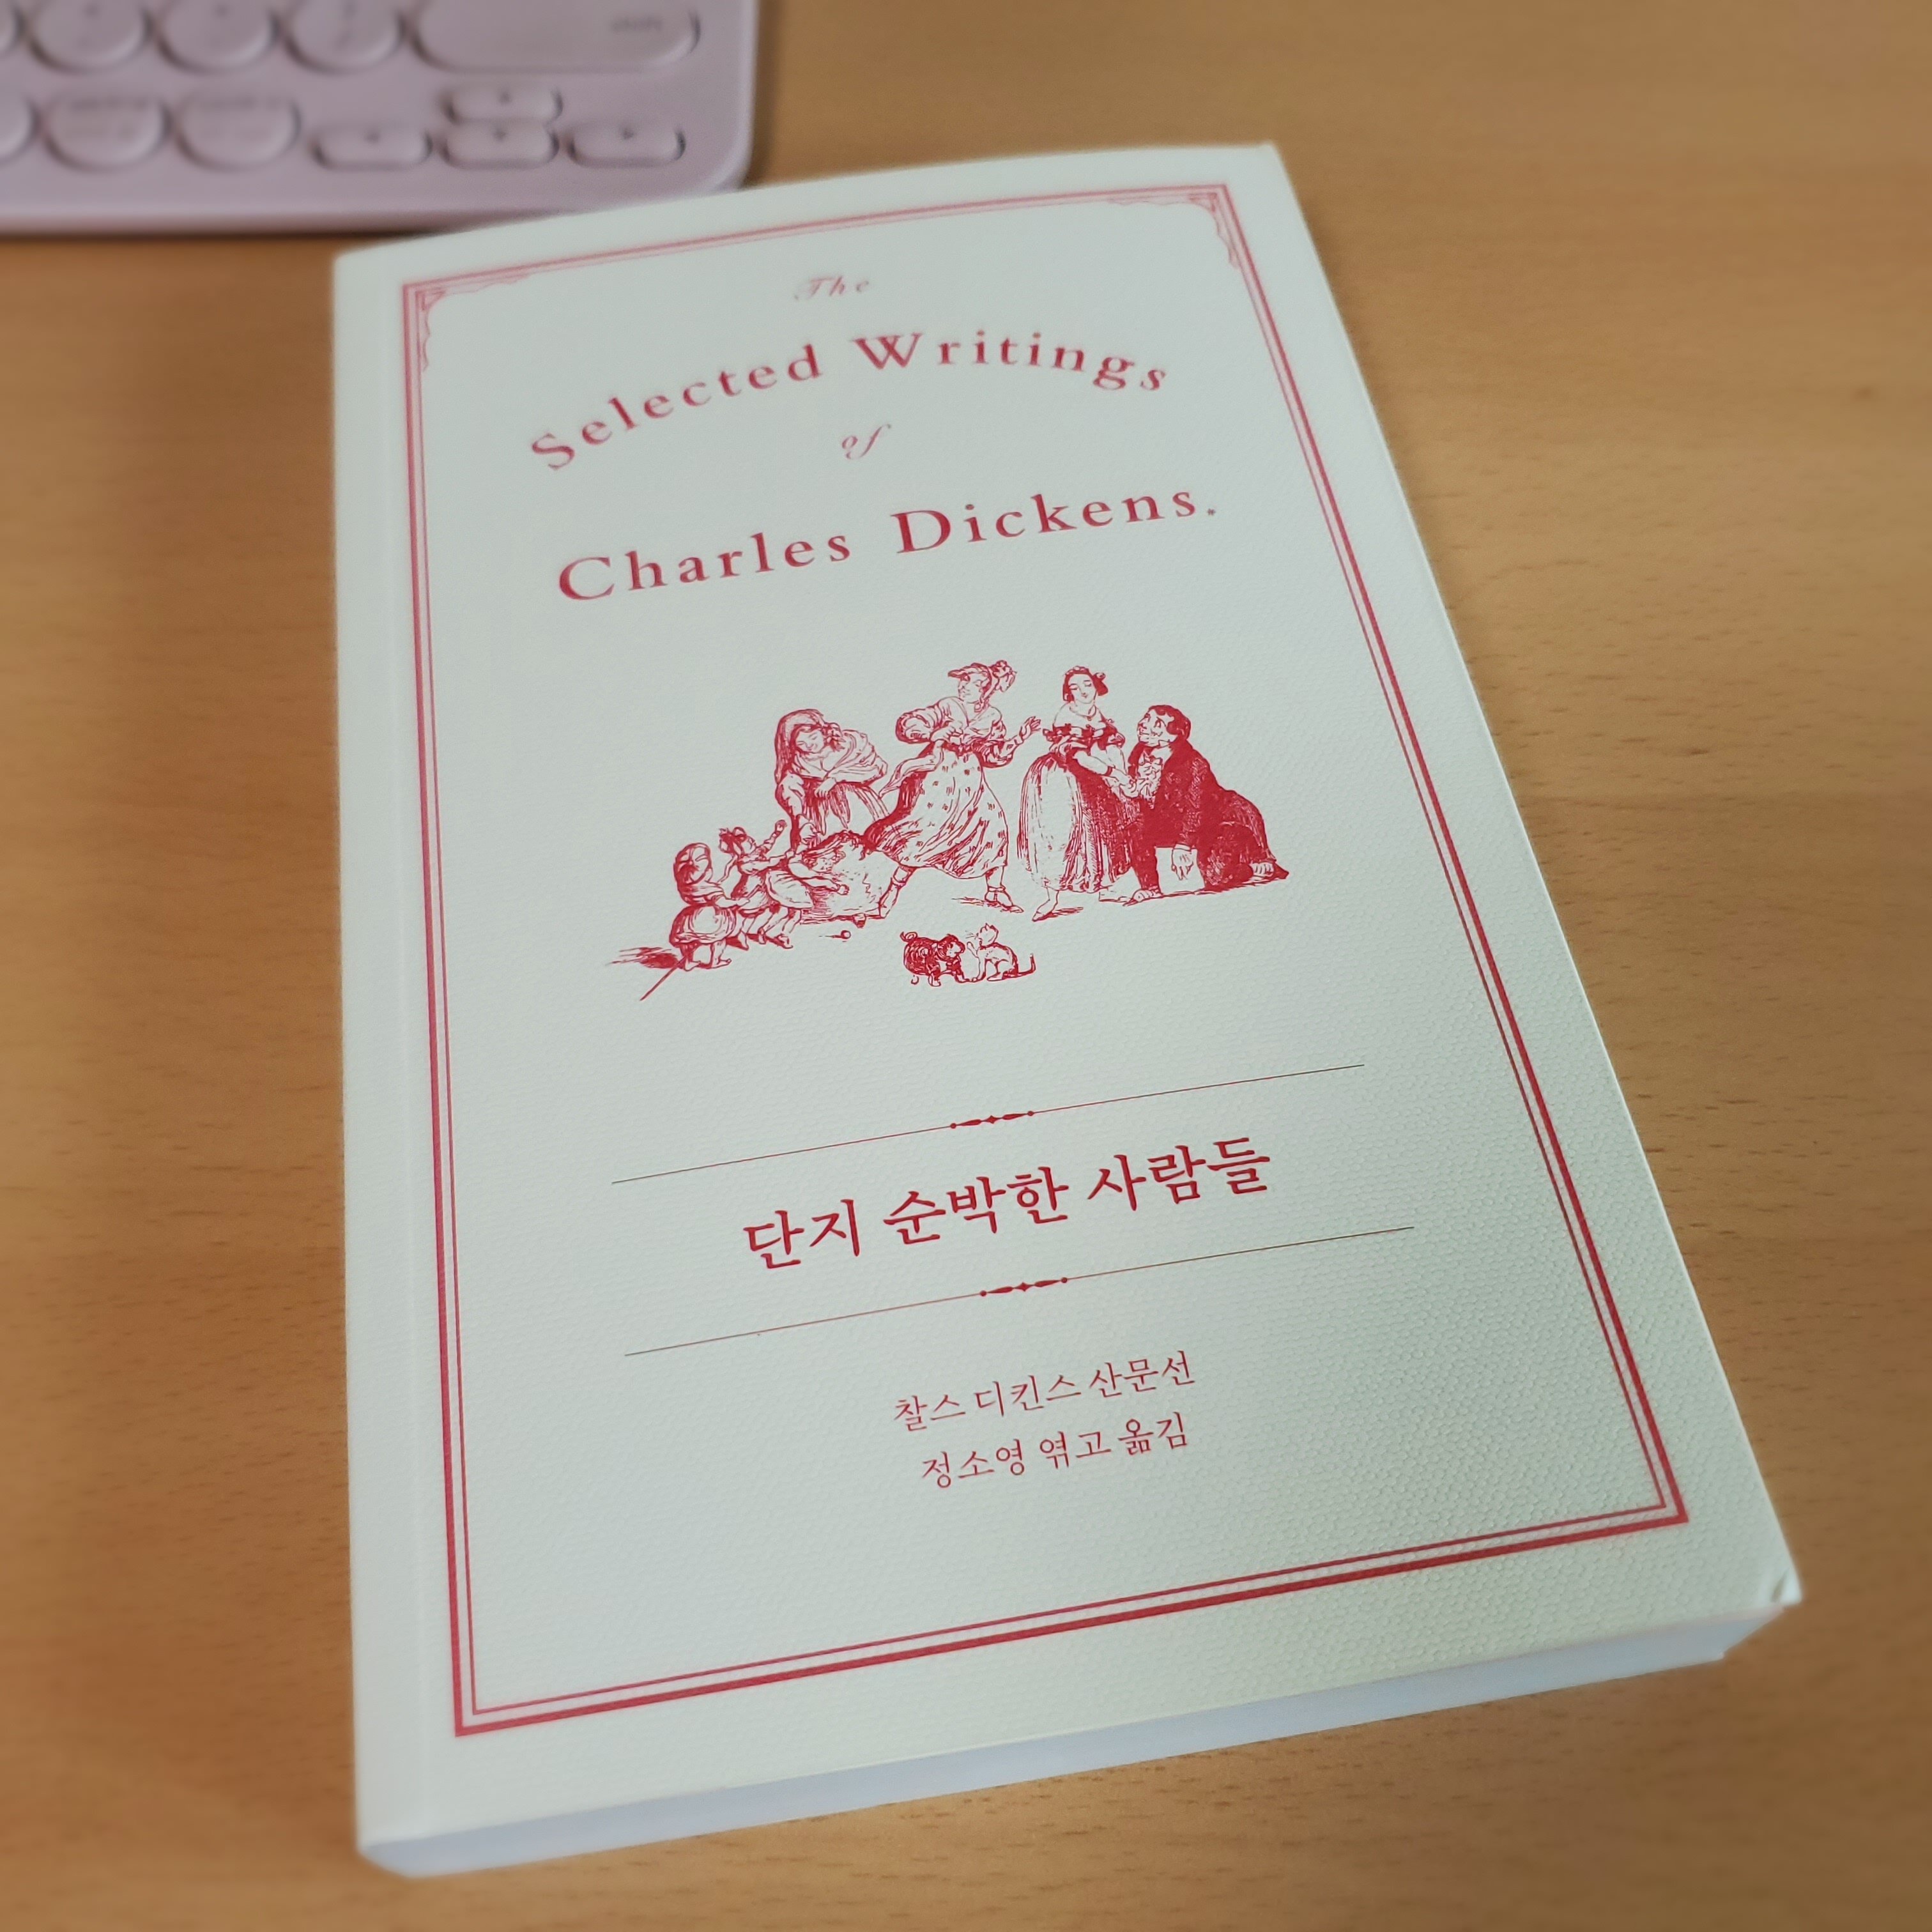 The
Selected Writings
of
Charles Dickens.
단지 순박한 사람들
찰스 디킨스 산문선
정소영 엮고 옮김